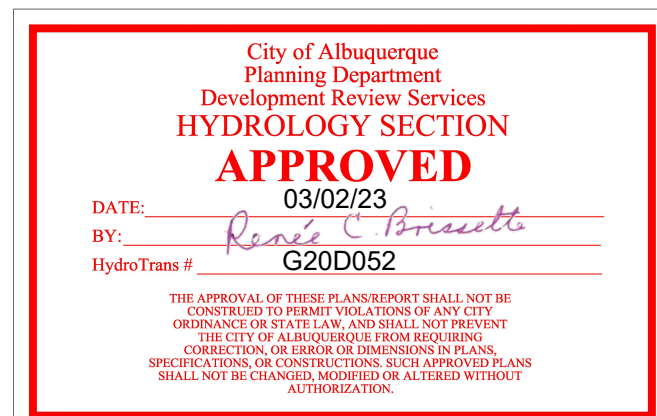 City of Albuquerque
Planning Department
Development Review Services
HYDROLOGY SECTION
APPROVED
DATE: 03/02/23
BY: Renée C. Brissette
HydroTrans # G20D052
THE APPROVAL OF THESE PLANS/REPORT SHALL NOT BE
CONSTRUED TO PERMIT VIOLATIONS OF ANY CITY
ORDINANCE OR STATE LAW, AND SHALL NOT PREVENT
THE CITY OF ALBUQUERQUE FROM REQUIRING
CORRECTION, OR ERROR OR DIMENSIONS IN PLANS,
SPECIFICATIONS, OR CONSTRUCTIONS. SUCH APPROVED PLANS
SHALL NOT BE CHANGED, MODIFIED OR ALTERED WITHOUT
AUTHORIZATION.